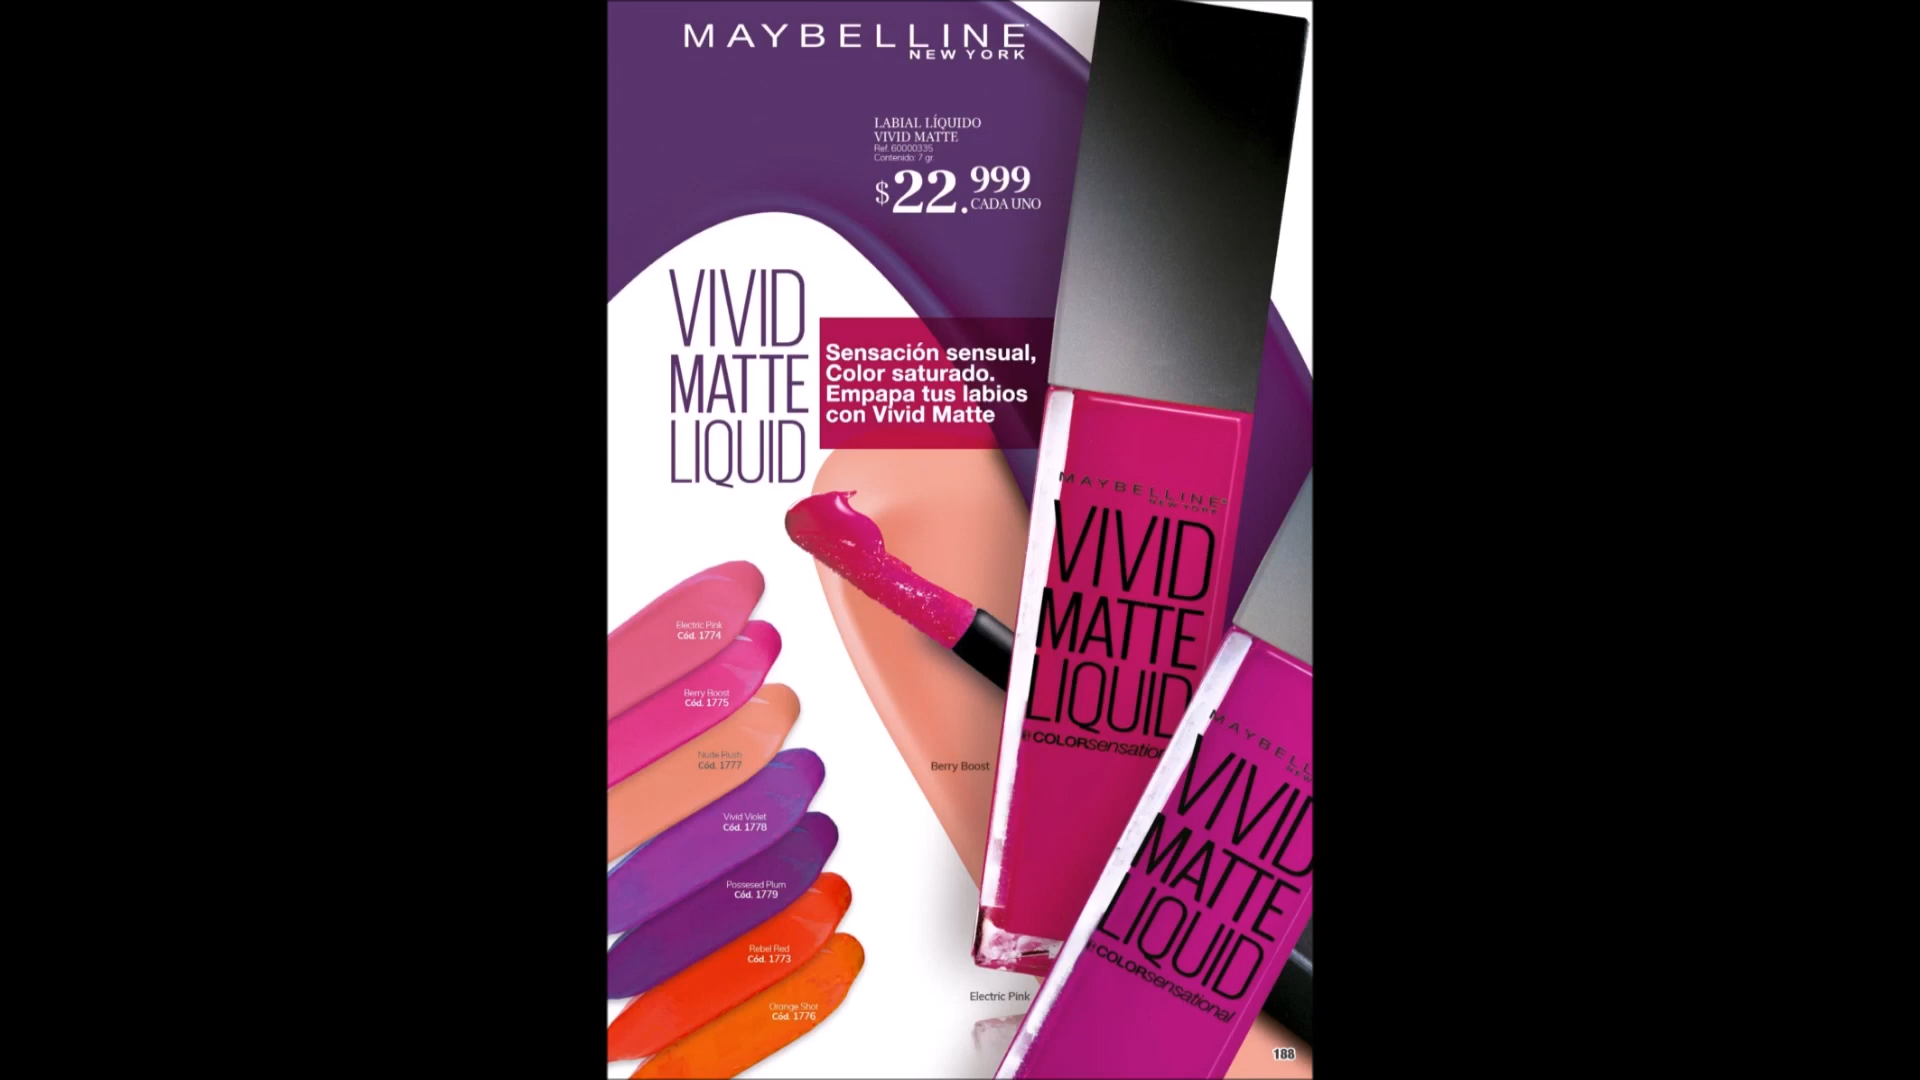 MAYBELLINE
NEW YORK
LABIAL LÍQUIDO
VIVID MATTE
Ref. 60000335
Contenido: 7 gr
$22.999
CADA UNO
VIVID
MATTE
LIQUID
Sensación sensual,
Color saturado.
Empapa tus labios
con Vivid Matte
MAYBELLINE
NEW YORK
VIVID
MATTE
LIQUID
COLORsensatio
Electric Pink
Cód. 1774
Berry Boost
Cód. 1775
Nude Flush
Cód. 1777
Vivid Violet
Cód. 1778
Possesed Plum
Cód. 1779
Rebel Red
Cód. 1773
Orange Shot
Cód. 1776
Berry Boost
Electric Pink
MAYBELL
NEW
VIVID
MATTE
LIQUID
COLORsensational
188